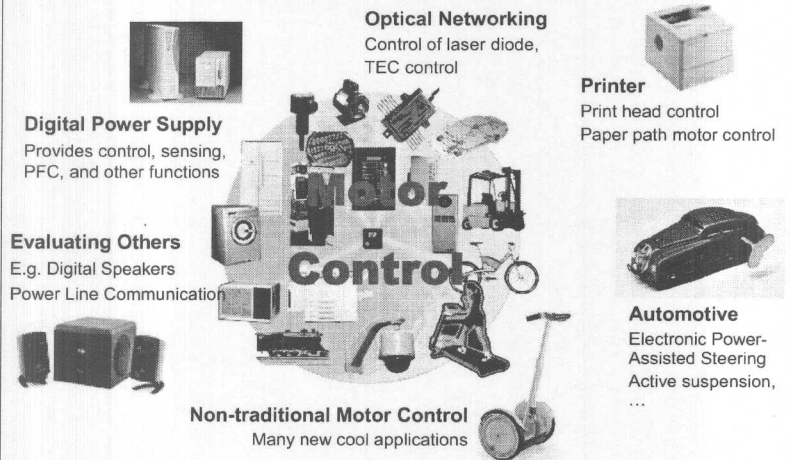 Optical Networking
Control of laser diode,
TEC control
Printer
Print head control
Paper path motor control
Digital Power Supply
Provides control, sensing,
PFC, and other functions
Motor
Control
Evaluating Others
E.g. Digital Speakers
Power Line Communication
Automotive
Electronic Power-
Assisted Steering
Active suspension,
…
Non-traditional Motor Control
Many new cool applications